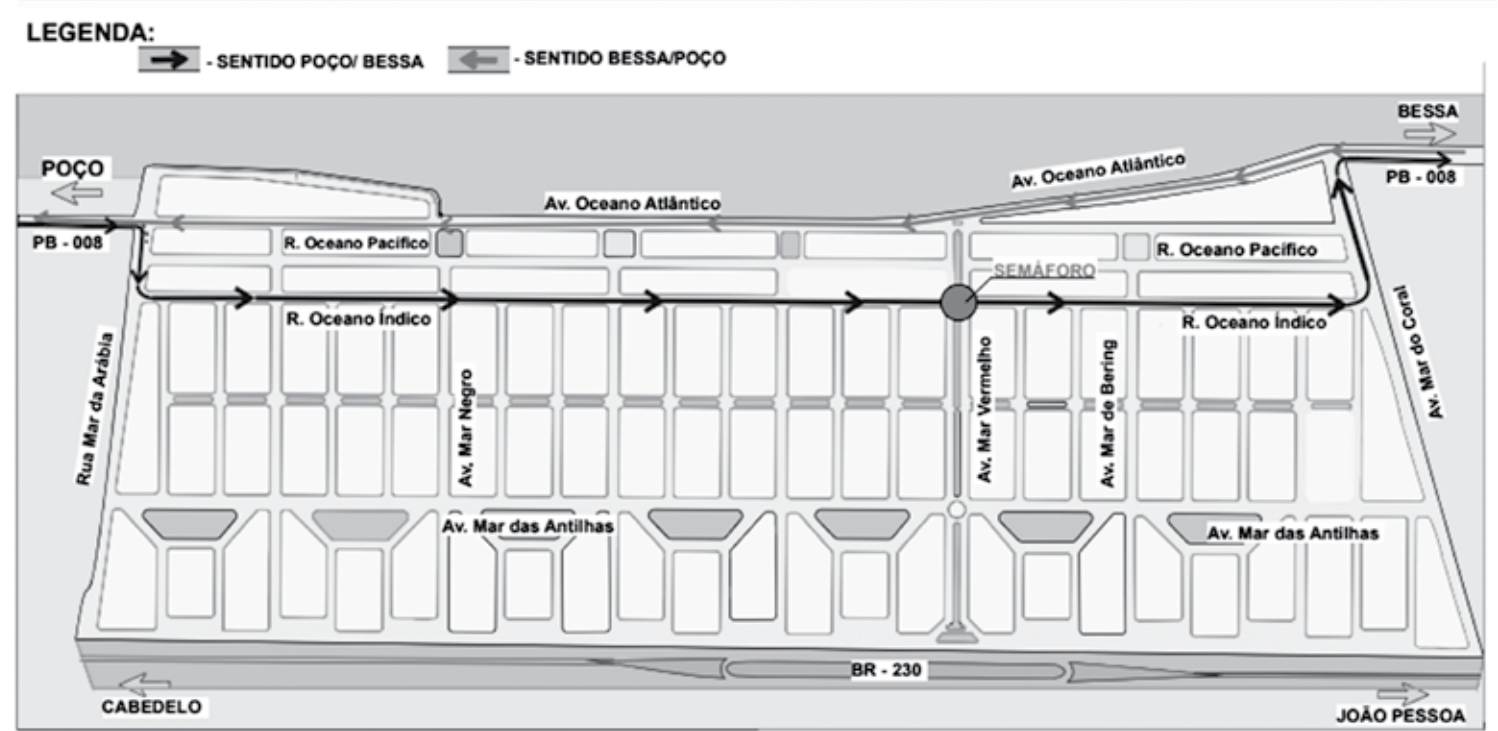 LEGENDA:
- SENTIDO POÇO/ BESSA
- SENTIDO BESSA/POÇO
BESSA
POÇO
PB - 008
Av. Oceano Atlântico
Av. Oceano Atlântico
PB - 008
R. Oceano Pacífico
R. Oceano Pacífico
SEMÁFORO
R. Oceano Índico
R. Oceano Índico
Rua Mar da Arábia
Av. Mar Negro
Av. Mar Vermelho
Av. Mar de Bering
Av. Mar do Coral
Av. Mar das Antilhas
Av. Mar das Antilhas
BR - 230
CABEDELO
JOÃO PESSOA